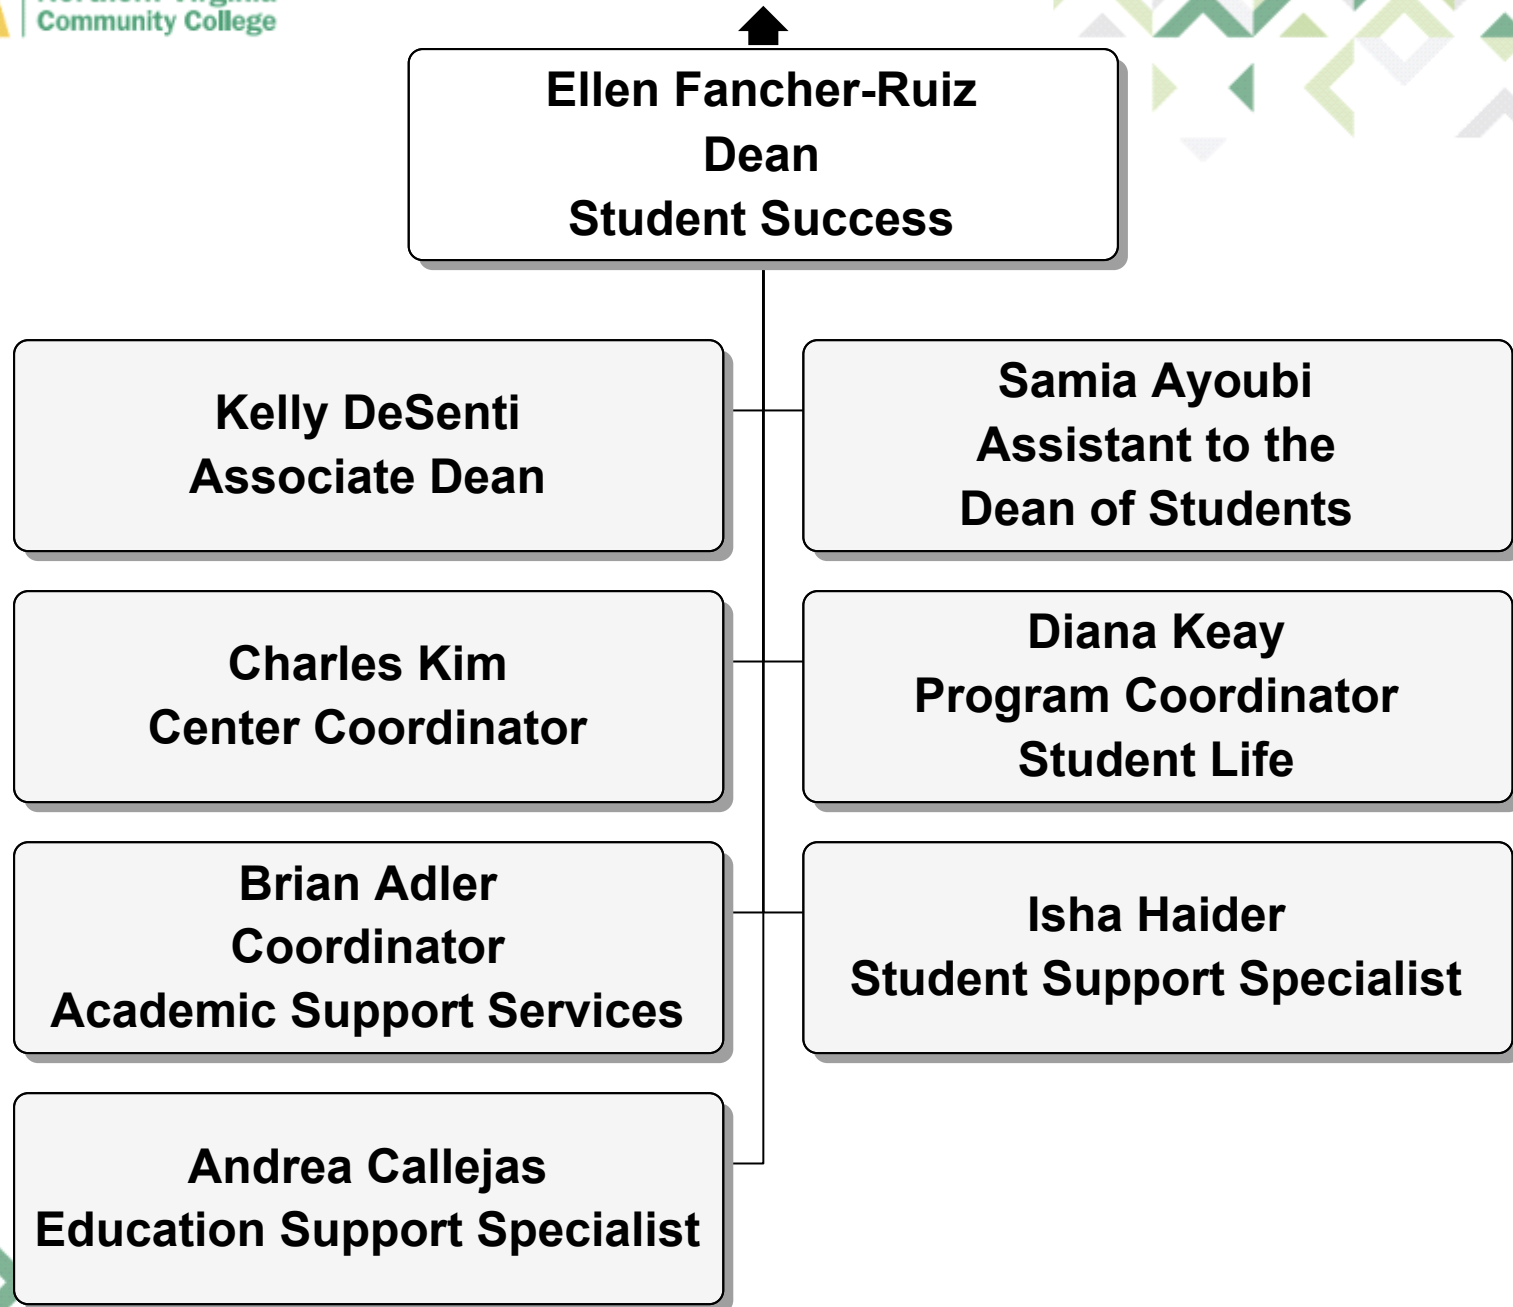 Northern Virginia
Community College
Ellen Fancher-Ruiz
Dean
Student Success
Kelly DeSenti
Associate Dean
Samia Ayoubi
Assistant to the
Dean of Students
Charles Kim
Center Coordinator
Diana Keay
Program Coordinator
Student Life
Brian Adler
Coordinator
Academic Support Services
Isha Haider
Student Support Specialist
Andrea Callejas
Education Support Specialist